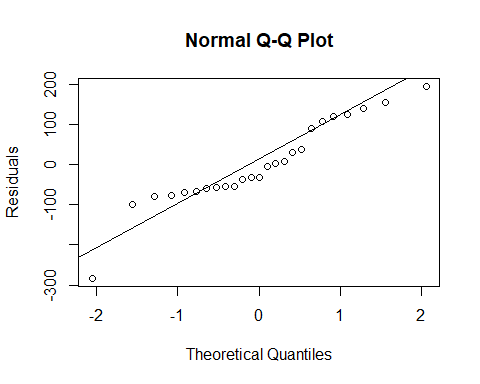 Normal Q-Q Plot
200
100
0
-100
-300
Residuals
-2 -1 0 1 2
Theoretical Quantiles